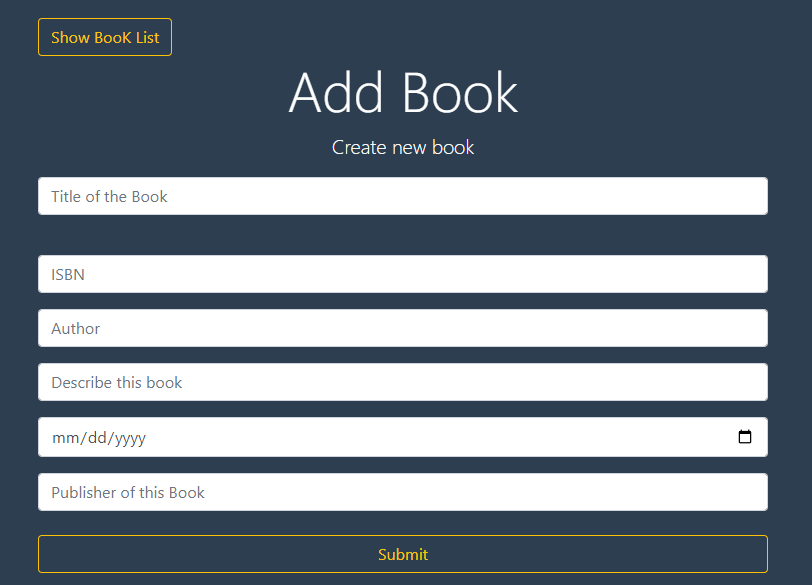 Show BooK List
Add Book
Create new book
Title of the Book
ISBN
Author
Describe this book
mm/dd/yyyy
Publisher of this Book
Submit